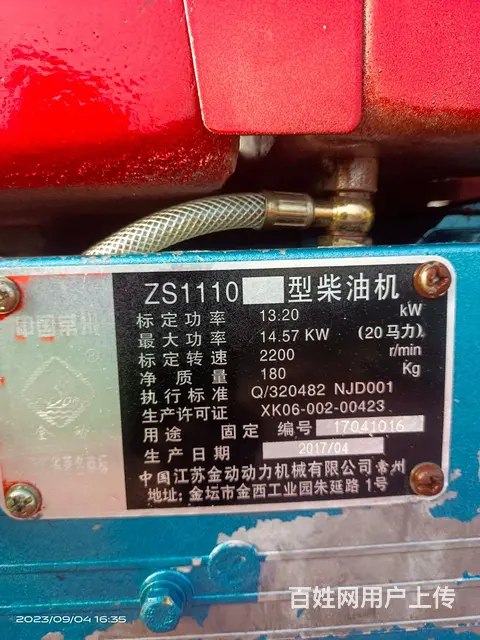 中国常州
ZS1110 型柴油机
标定功率 13.20 kW
最大功率 14.57 KW (20马力)
标定转速 2200 r/min
净质量 180 Kg
执行标准 Q/320482 NJD001
生产许可证 XK06-002-00423
用途 固定 编号 17041016
生产日期 2017/04
中国江苏金动动力机械有限公司常州
地址: 金坛市金西工业园朱延路1号
2023/09/04 16:35
百姓网用户上传